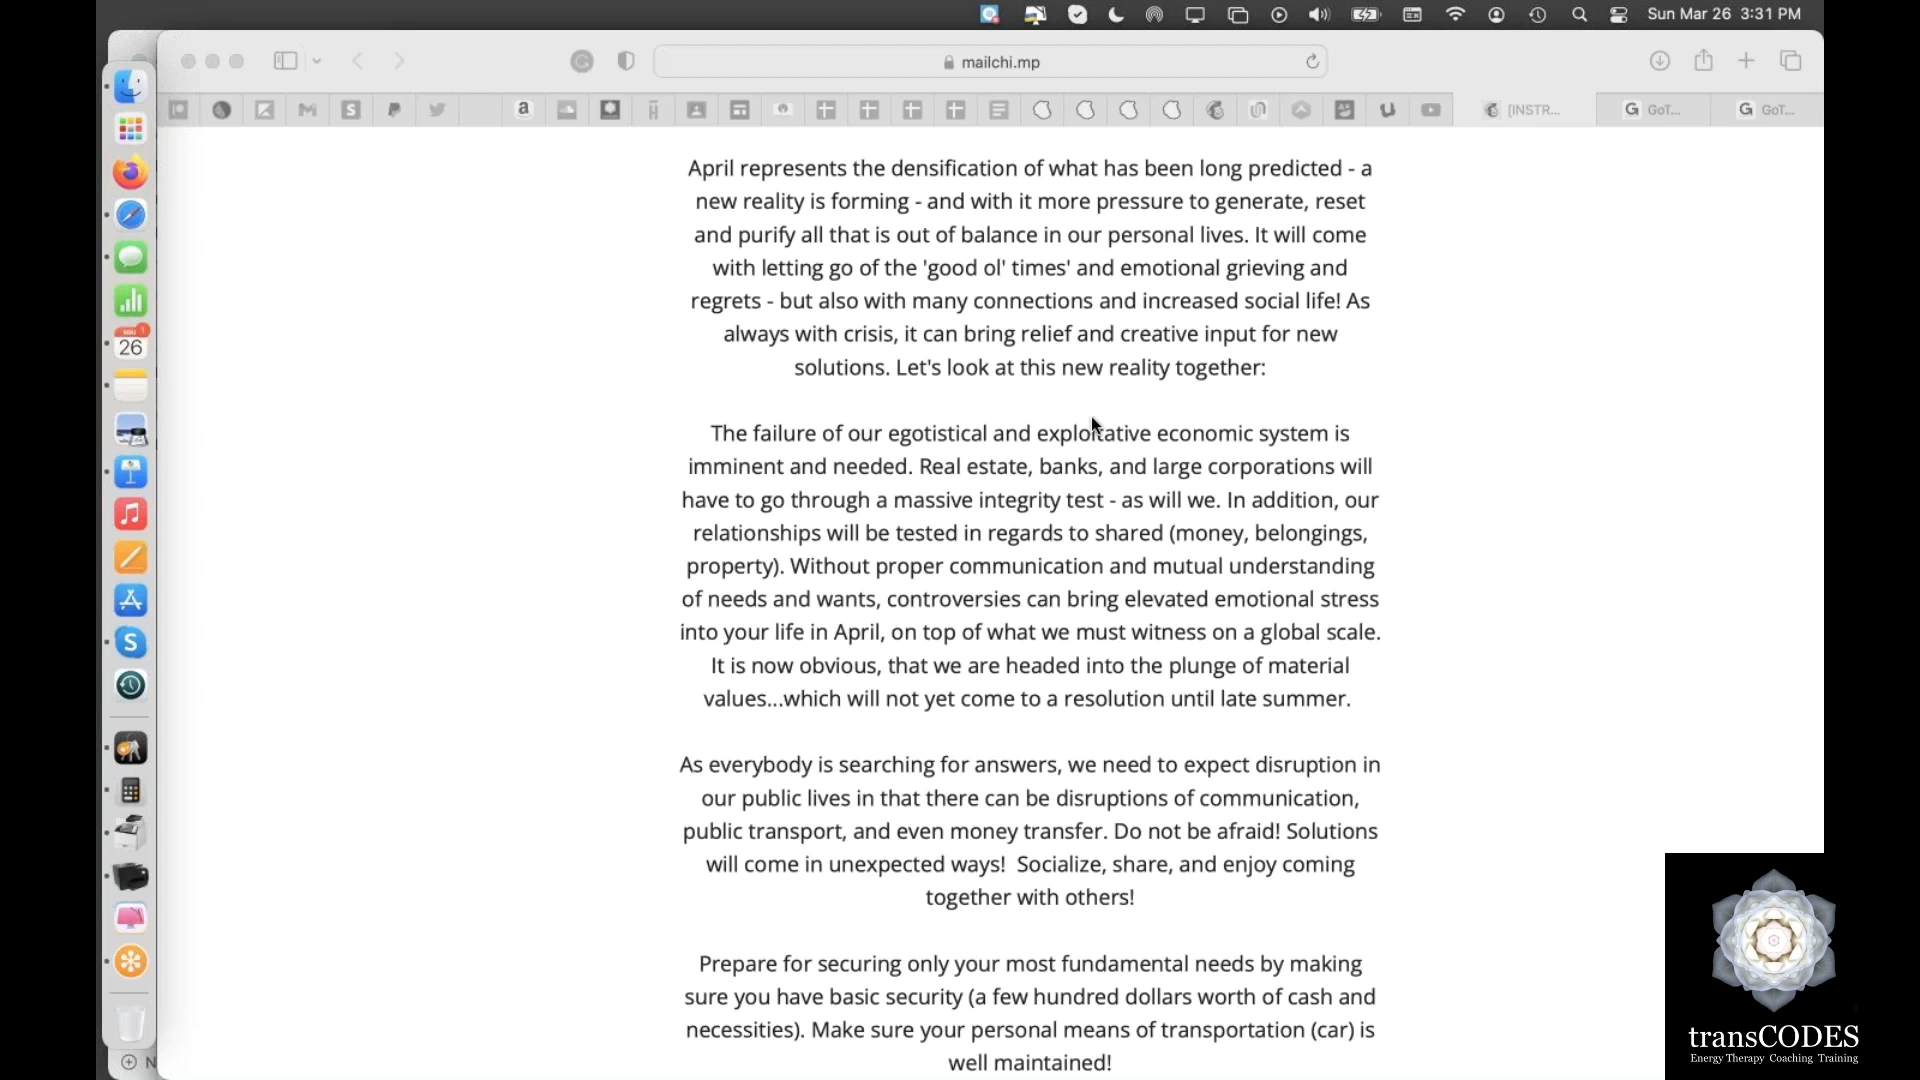 Sun Mar 26 3:31 PM
mailchi.mp
a
[INSTR...
G GoT...
G GoT...
MAR
1
26
April represents the densification of what has been long predicted - a
new reality is forming - and with it more pressure to generate, reset
and purify all that is out of balance in our personal lives. It will come
with letting go of the 'good ol' times' and emotional grieving and
regrets - but also with many connections and increased social life! As
always with crisis, it can bring relief and creative input for new
solutions. Let's look at this new reality together:
The failure of our egotistical and exploitative economic system is
imminent and needed. Real estate, banks, and large corporations will
have to go through a massive integrity test - as will we. In addition, our
relationships will be tested in regards to shared (money, belongings,
property). Without proper communication and mutual understanding
of needs and wants, controversies can bring elevated emotional stress
into your life in April, on top of what we must witness on a global scale.
It is now obvious, that we are headed into the plunge of material
values...which will not yet come to a resolution until late summer.
As everybody is searching for answers, we need to expect disruption in
our public lives in that there can be disruptions of communication,
public transport, and even money transfer. Do not be afraid! Solutions
will come in unexpected ways!  Socialize, share, and enjoy coming
together with others!
Prepare for securing only your most fundamental needs by making
sure you have basic security (a few hundred dollars worth of cash and
necessities). Make sure your personal means of transportation (car) is
well maintained!
N
transCODES
Energy Therapy Coaching Training